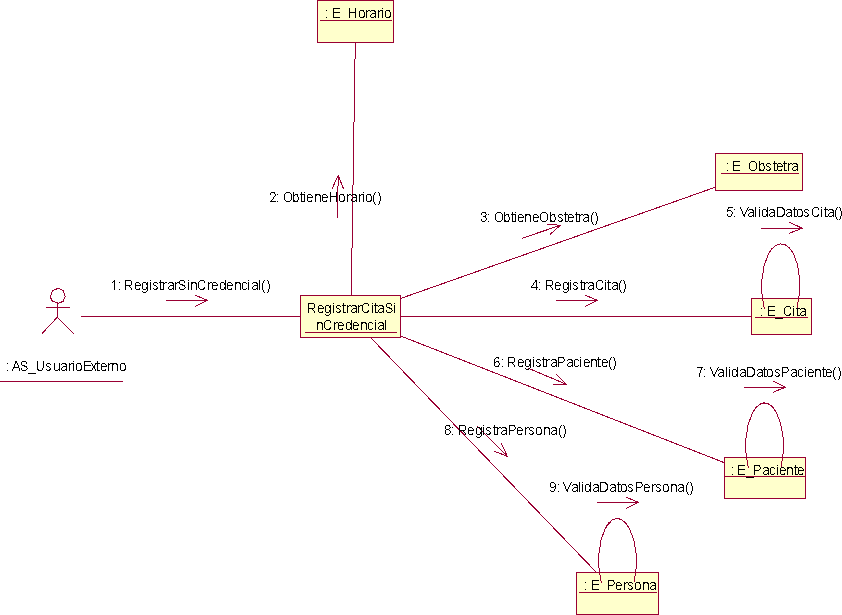 : E_Horario
: E_Obstetra
2: ObtieneHorario()
3: ObtieneObstetra()
5: ValidaDatosCita()
1: RegistrarSinCredencial()
4: RegistraCita()
RegistrarCitaSi
nCredencial
: E_Cita
: AS_UsuarioExterno
6: RegistraPaciente()
7: ValidaDatosPaciente()
8: RegistraPersona()
: E_Paciente
9: ValidaDatosPersona()
: E_Persona